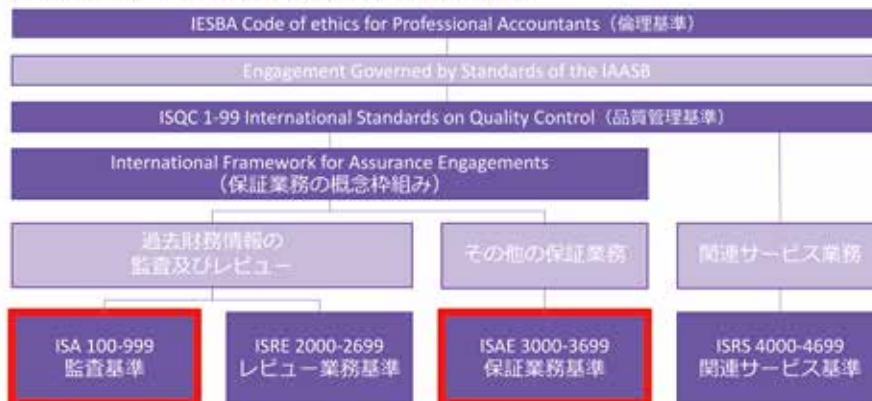 IESBA Code of ethics for Professional Accountants（倫理基準）
Engagement Governed by Standards of the IAASB
ISQC 1-99 International Standards on Quality Control（品質管理基準）
International Framework for Assurance Engagements
（保証業務の概念枠組み）
過去財務情報の
監査及びレビュー
その他の保証業務
関連サービス業務
ISA 100-999
監査基準
ISRE 2000-2699
レビュー業務基準
ISAE 3000-3699
保証業務基準
ISRS 4000-4699
関連サービス基準